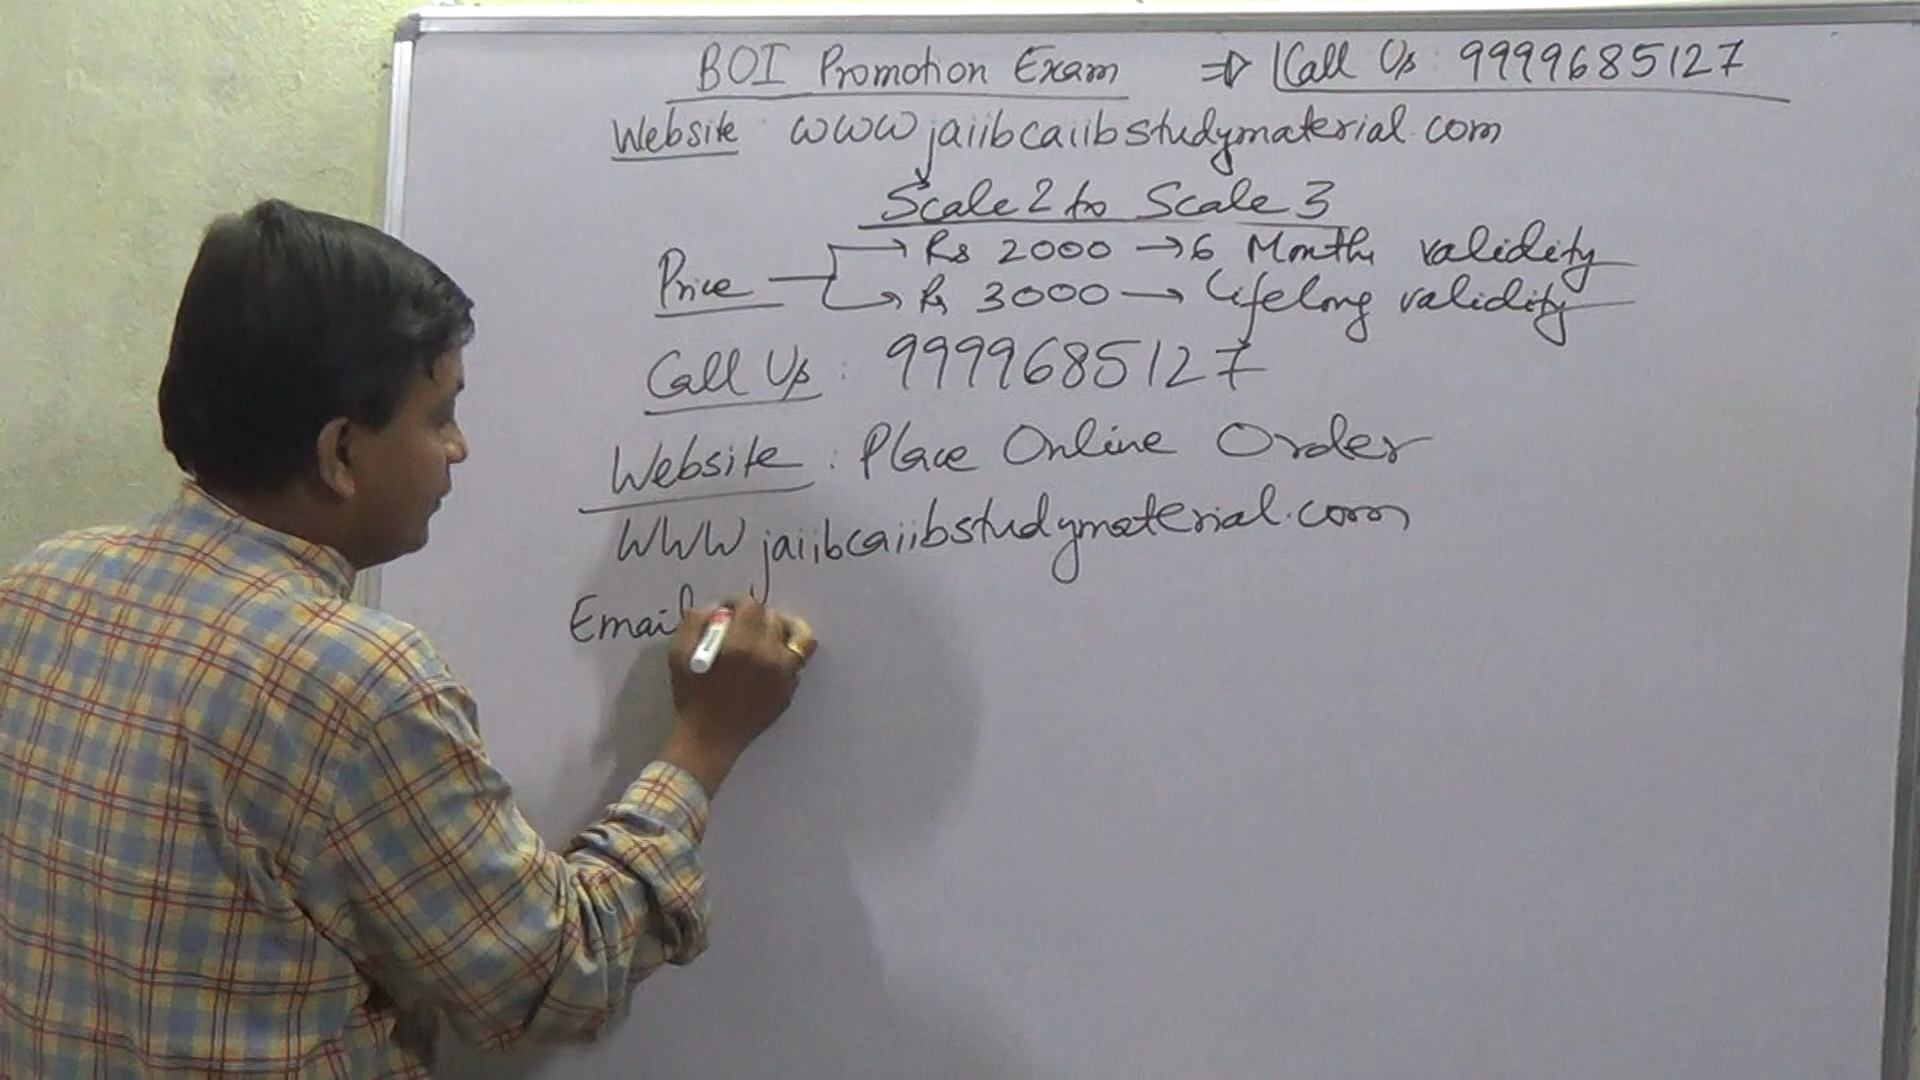 BOI Promotion Exam ⇒ Call Us : 9999685127
Website : www.jaiibcaiibstudymaterial.com
Scale 2 to Scale 3
Price → Rs 2000 → 6 Months validity
→ Rs 3000 → Lifelong validity
Call Us : 9999685127
Website : Place Online Order
WWW.jaiibcaiibstudymaterial.com
Email